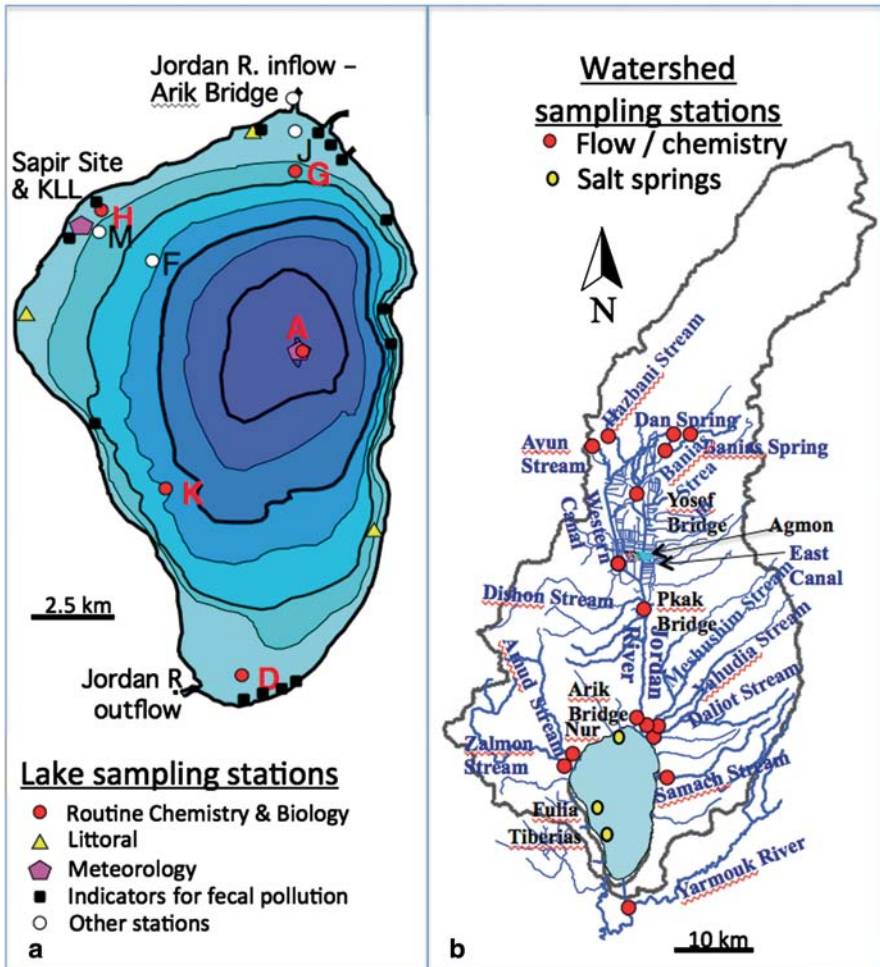 Jordan R. inflow –
Arik Bridge
J
G
Sapir Site
& KLL
H
M
F
A
K
2.5 km
D
Jordan R.
outflow
Lake sampling stations
Routine Chemistry & Biology
Littoral
Meteorology
Indicators for fecal pollution
Other stations
a
Watershed
sampling stations
Flow / chemistry
Salt springs
N
Hazbani Stream
Dan Spring
Ayun
Stream
Banias Spring
Banias
Strea
Western
Canal
Yosef
Bridge
Agmon
East
Canal
Dishon Stream
Pkak
Bridge
Jordan
River
Meshushim Stream
Yahudia Stream
Daliot Stream
Amud Stream
Arik
Bridge
Nur
Zalmon
Stream
Samach Stream
Fulia
Tiberias
Yarmouk River
10 km
b